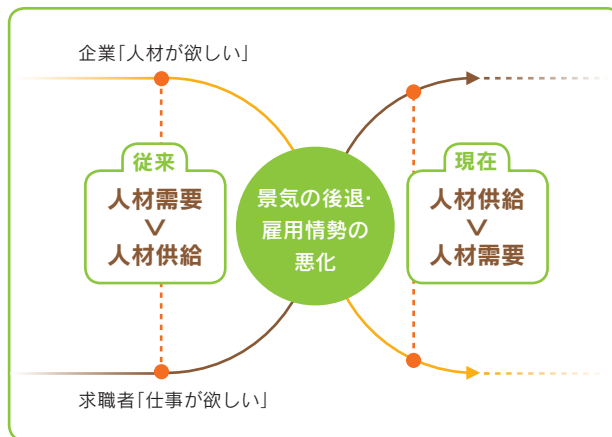 企業「人材が欲しい」
従来
人材需要
∨
人材供給
景気の後退・
雇用情勢の
悪化
現在
人材供給
∨
人材需要
求職者「仕事が欲しい」